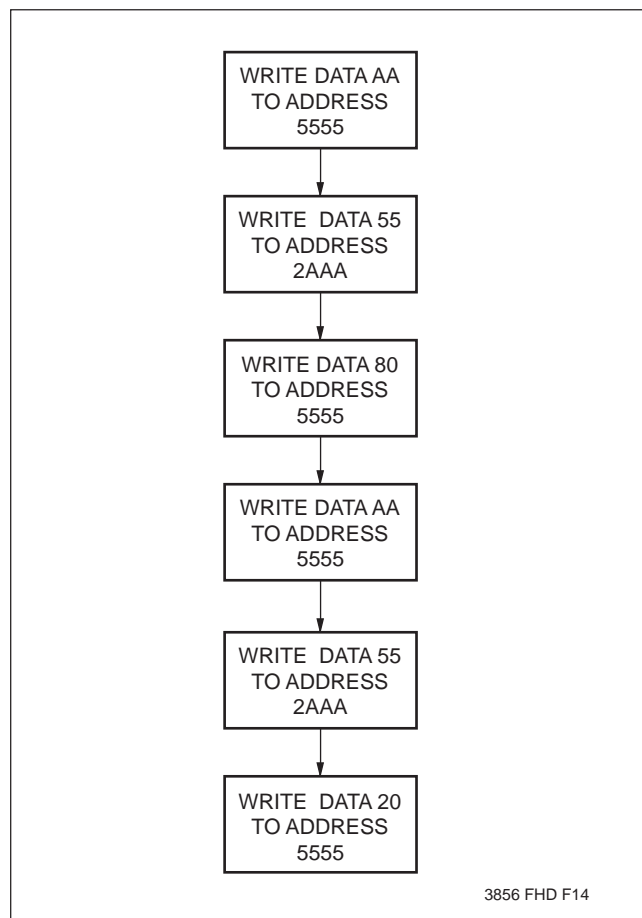 WRITE DATA AA
TO ADDRESS
5555
WRITE DATA 55
TO ADDRESS
2AAA
WRITE DATA 80
TO ADDRESS
5555
WRITE DATA AA
TO ADDRESS
5555
WRITE DATA 55
TO ADDRESS
2AAA
WRITE DATA 20
TO ADDRESS
5555
3856 FHD F14